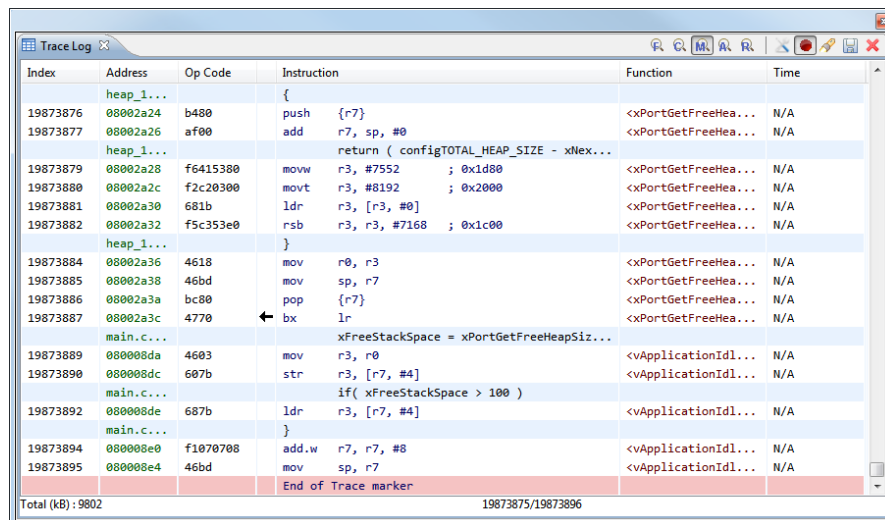 Trace Log
F. C. M. A. R.
Index Address Op Code Instruction Function Time
heap_1... {
19873876 08002a24 b480 push {r7} <xPortGetFreeHea... N/A
19873877 08002a26 af00 add r7, sp, #0 <xPortGetFreeHea... N/A
heap_1... return ( configTOTAL_HEAP_SIZE - xNex...
19873879 08002a28 f6415380 movw r3, #7552 ; 0x1d80 <xPortGetFreeHea... N/A
19873880 08002a2c f2c20300 movt r3, #8192 ; 0x2000 <xPortGetFreeHea... N/A
19873881 08002a30 681b ldr r3, [r3, #0] <xPortGetFreeHea... N/A
19873882 08002a32 f5c353e0 rsb r3, r3, #7168 ; 0x1c00 <xPortGetFreeHea... N/A
heap_1... }
19873884 08002a36 4618 mov r0, r3 <xPortGetFreeHea... N/A
19873885 08002a38 46bd mov sp, r7 <xPortGetFreeHea... N/A
19873886 08002a3a bc80 pop {r7} <xPortGetFreeHea... N/A
19873887 08002a3c 4770 bx lr <xPortGetFreeHea... N/A
main.c... xFreeStackSpace = xPortGetFreeHeapSiz...
19873889 080008da 4603 mov r3, r0 <vApplicationIdl... N/A
19873890 080008dc 607b str r3, [r7, #4] <vApplicationIdl... N/A
main.c... if( xFreeStackSpace > 100 )
19873892 080008de 687b ldr r3, [r7, #4] <vApplicationIdl... N/A
main.c... }
19873894 080008e0 f1070708 add.w r7, r7, #8 <vApplicationIdl... N/A
19873895 080008e4 46bd mov sp, r7 <vApplicationIdl... N/A
End of Trace marker
Total (kB) : 9802 19873875/19873896